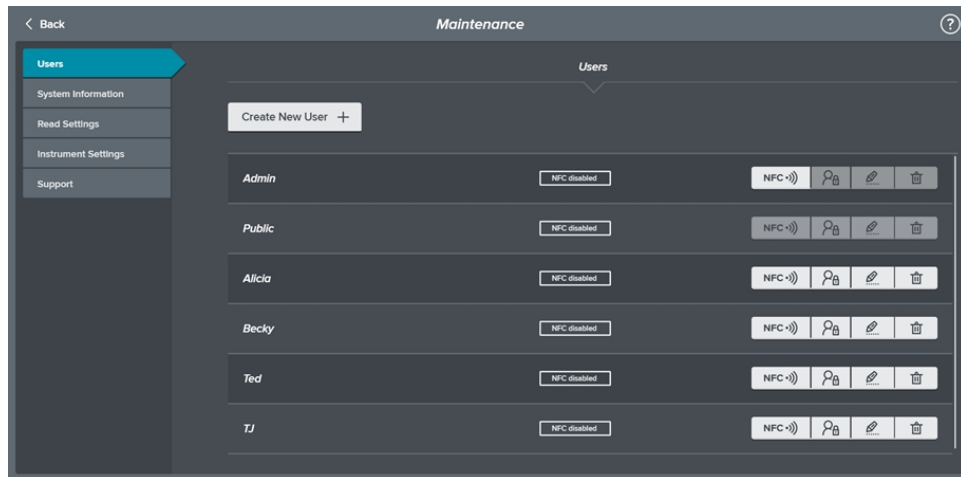 Back
Maintenance
?
Users
System Information
Read Settings
Instrument Settings
Support
Users
Create New User +
Admin NFC disabled NFC
Public NFC disabled NFC
Alicia NFC disabled NFC
Becky NFC disabled NFC
Ted NFC disabled NFC
TJ NFC disabled NFC